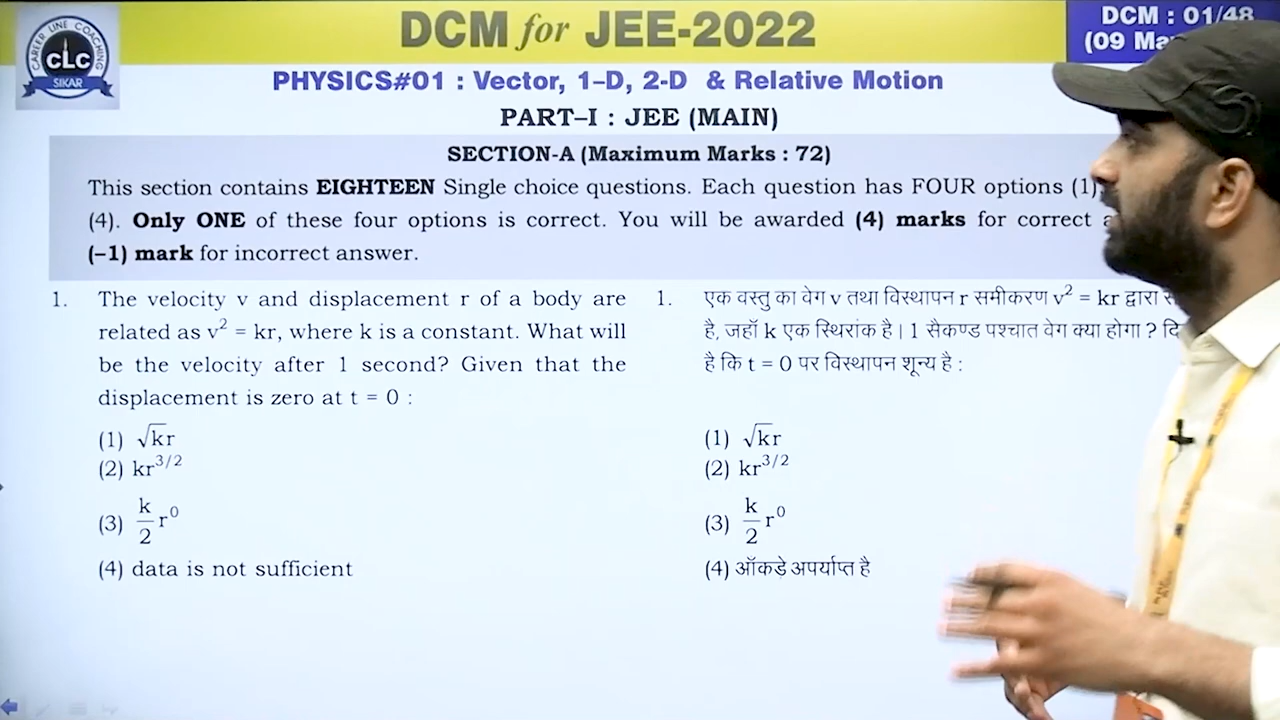 CAREER LINE COACHING
CLC
SIKAR
DCM for JEE-2022
DCM : 01/48
(09
PHYSICS#01 : Vector, 1–D, 2-D & Relative Motion
PART–I : JEE (MAIN)
SECTION-A (Maximum Marks : 72)
This section contains EIGHTEEN Single choice questions. Each question has FOUR options (1)
(4). Only ONE of these four options is correct. You will be awarded (4) marks for correct
(–1) mark for incorrect answer.
1. The velocity v and displacement r of a body are
related as v² = kr, where k is a constant. What will
be the velocity after 1 second? Given that the
displacement is zero at t = 0 :
(1) √kr
(2) kr^3/2
(3) k/2 r⁰
(4) data is not sufficient
1. एक वस्तु का वेग v तथा विस्थापन r समीकरण v² = kr द्वारा
है, जहाँ k एक स्थिरांक है। 1 सैकण्ड पश्चात वेग क्या होगा ?
है कि t = 0 पर विस्थापन शून्य है :
(1) √kr
(2) kr^3/2
(3) k/2 r⁰
(4) ऑकड़े अपर्याप्त है